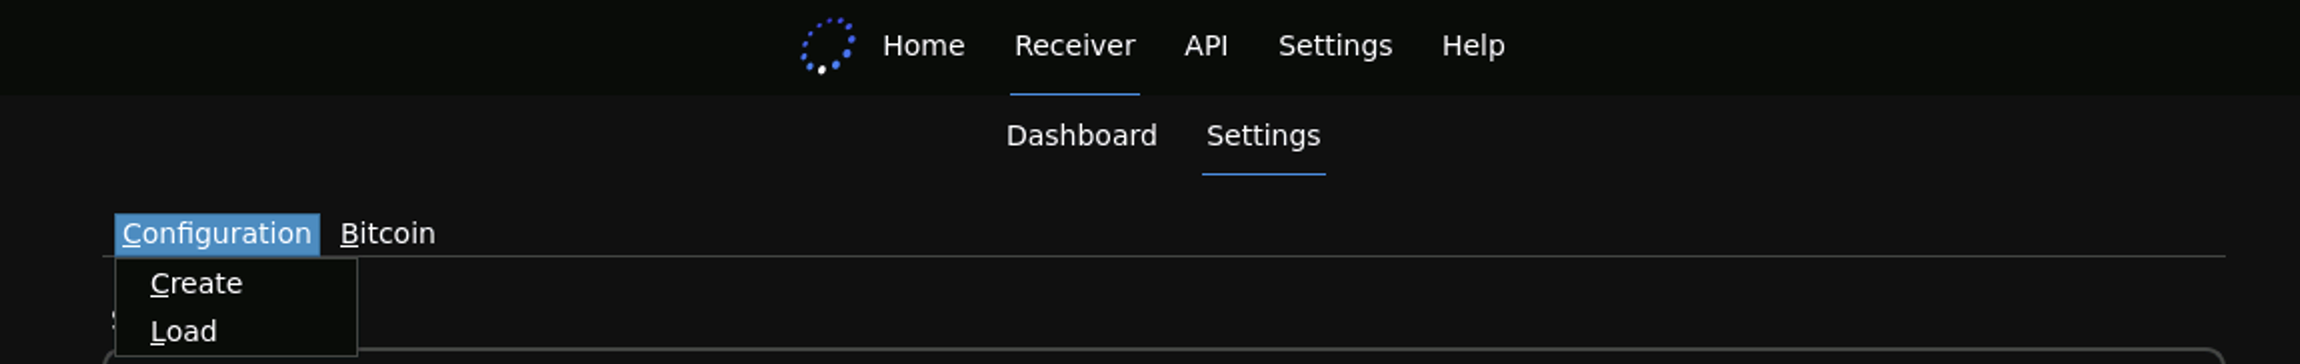 Home Receiver API Settings Help
Dashboard Settings
Configuration Bitcoin
Create
Load